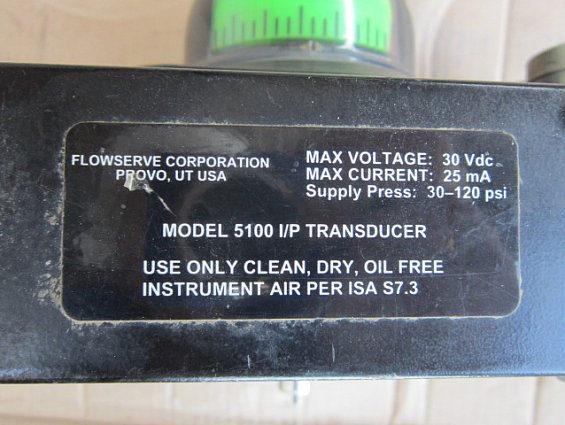 FLOWSERVE CORPORATION
PROVO, UT USA
MAX VOLTAGE: 30 Vdc
MAX CURRENT: 25 mA
Supply Press: 30–120 psi
MODEL 5100 I/P TRANSDUCER
USE ONLY CLEAN, DRY, OIL FREE
INSTRUMENT AIR PER ISA S7.3